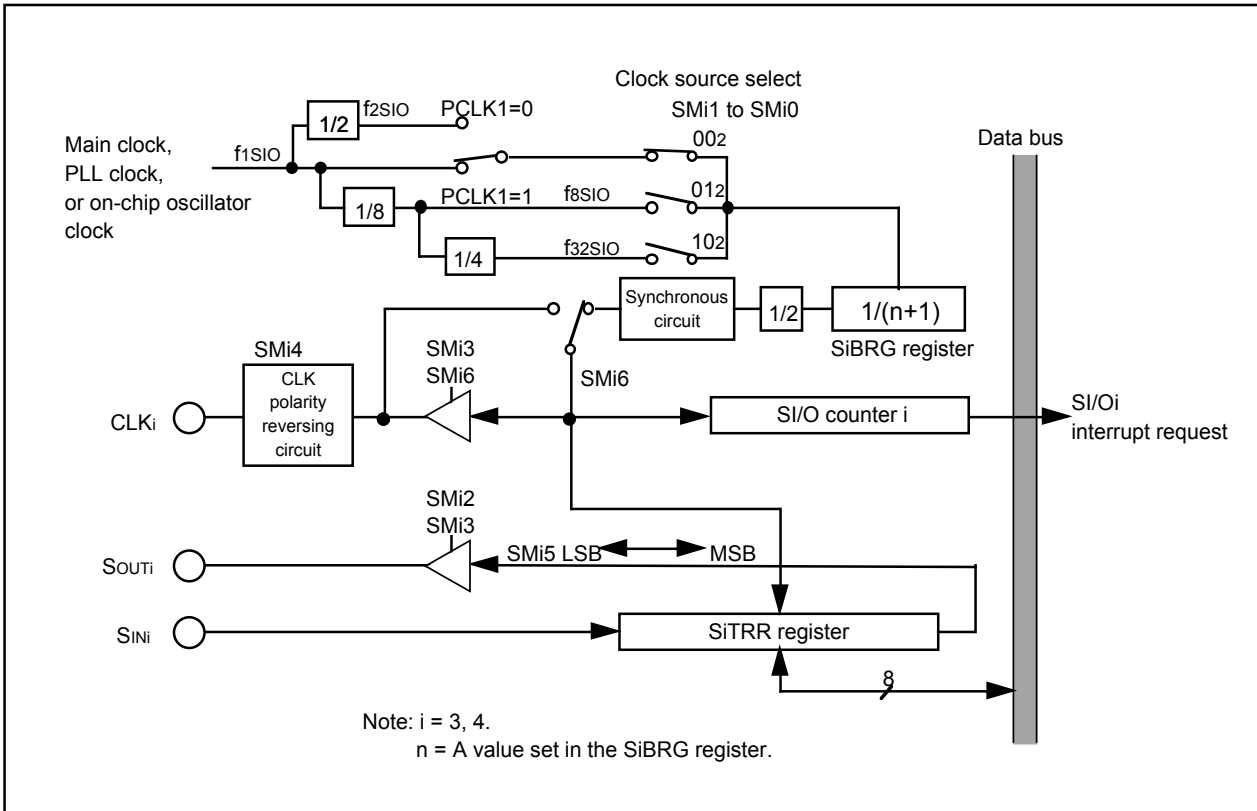 Clock source select
SMi1 to SMi0
Main clock,
PLL clock,
or on-chip oscillator
clock
f1SIO
1/2
f2SIO
PCLK1=0
002
1/8
PCLK1=1
f8SIO
012
1/4
f32SIO
102
Data bus
Synchronous
circuit
1/2
1/(n+1)
SiBRG register
SMi4
CLK
polarity
reversing
circuit
CLKi
SMi3
SMi6
SMi6
SI/O counter i
SI/Oi
interrupt request
SMi2
SMi3
SOUTi
SMi5 LSB
MSB
SINi
SiTRR register
8
Note: i = 3, 4.
n = A value set in the SiBRG register.